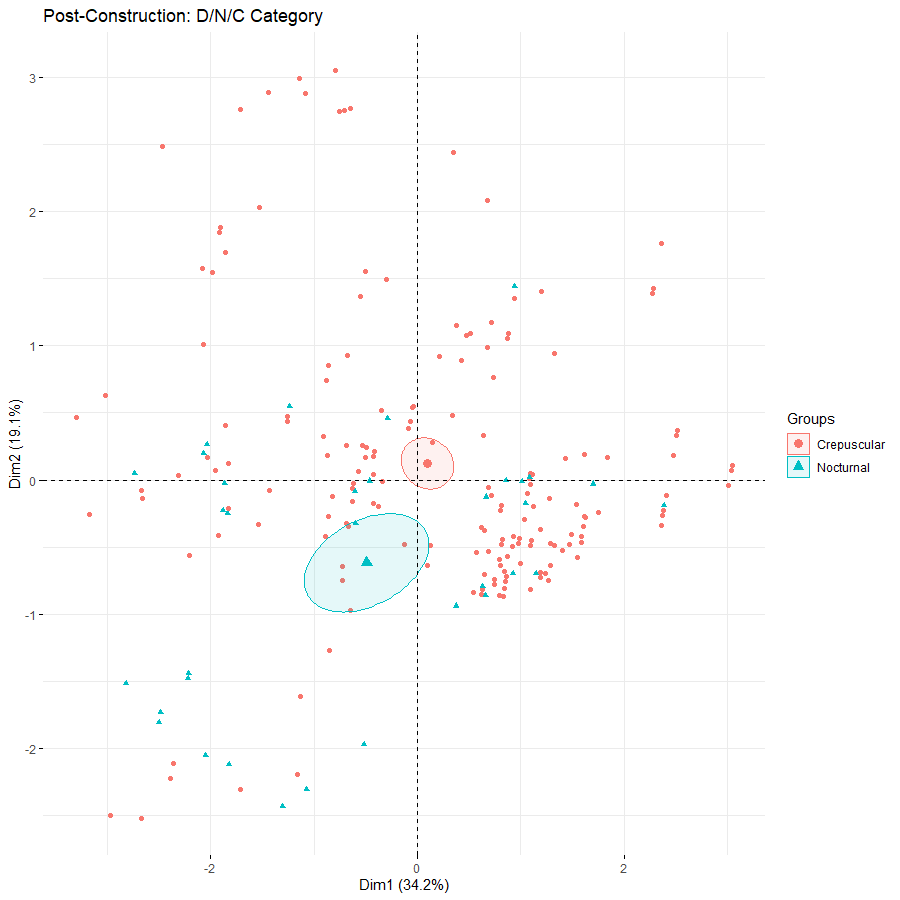 Post-Construction: D/N/C Category
3
2
1
0
-1
-2
Dim2 (19.1%)
-2
0
2
Dim1 (34.2%)
Groups
Crepuscular
Nocturnal